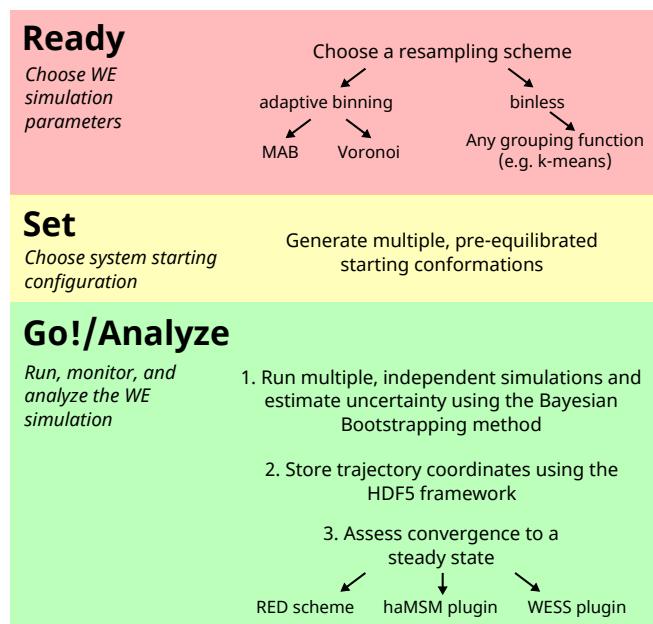 Ready
Choose WE
simulation
parameters
Choose a resampling scheme
adaptive binning
binless
MAB
Voronoi
Any grouping function
(e.g. k-means)
Set
Choose system starting
configuration
Generate multiple, pre-equilibrated
starting conformations
Go!/Analyze
Run, monitor, and
analyze the WE
simulation
1. Run multiple, independent simulations and
estimate uncertainty using the Bayesian
Bootstrapping method
2. Store trajectory coordinates using the
HDF5 framework
3. Assess convergence to a
steady state
RED scheme
haMSM plugin
WESS plugin